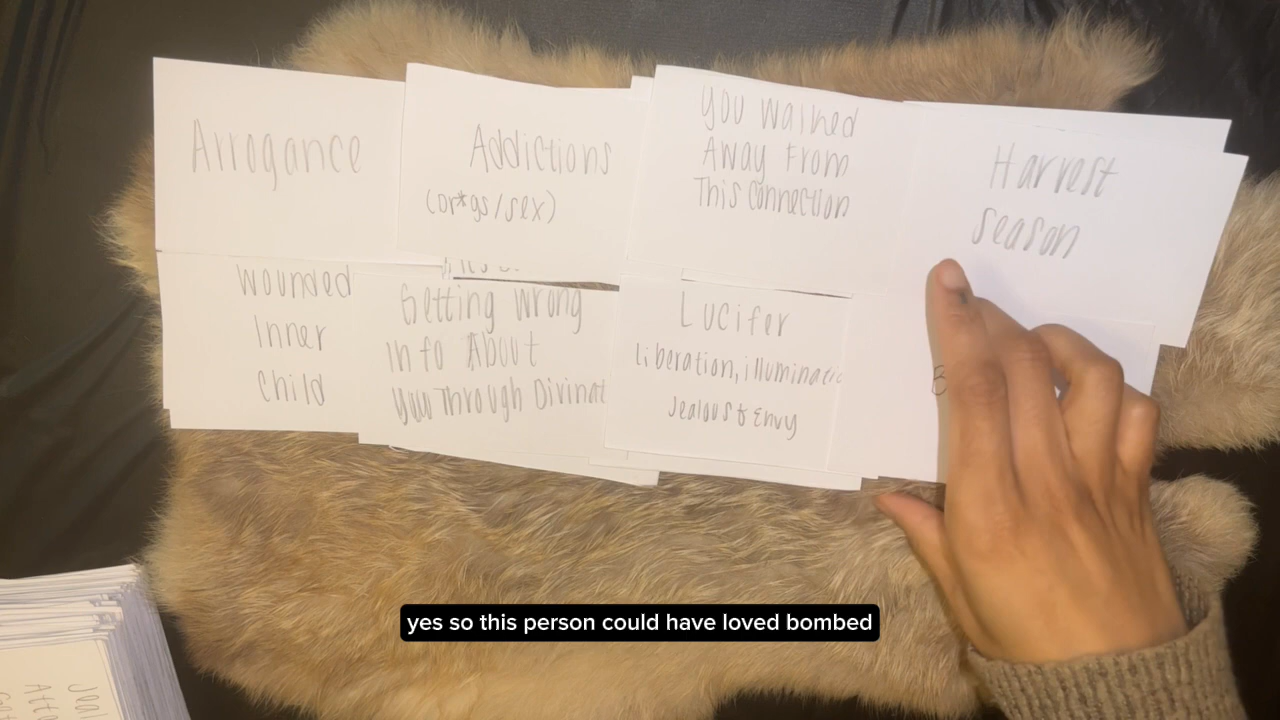 Arrogance
Addictions
(Dr*gs/sex)
You Walked
Away From
This Connection
Harvest
Season
Wounded
Inner
Child
Getting Wrong
Info About
You Through Divinat
Lucifer
Liberation, illuminatio
Jealous & Envy
B
yes so this person could have loved bombed